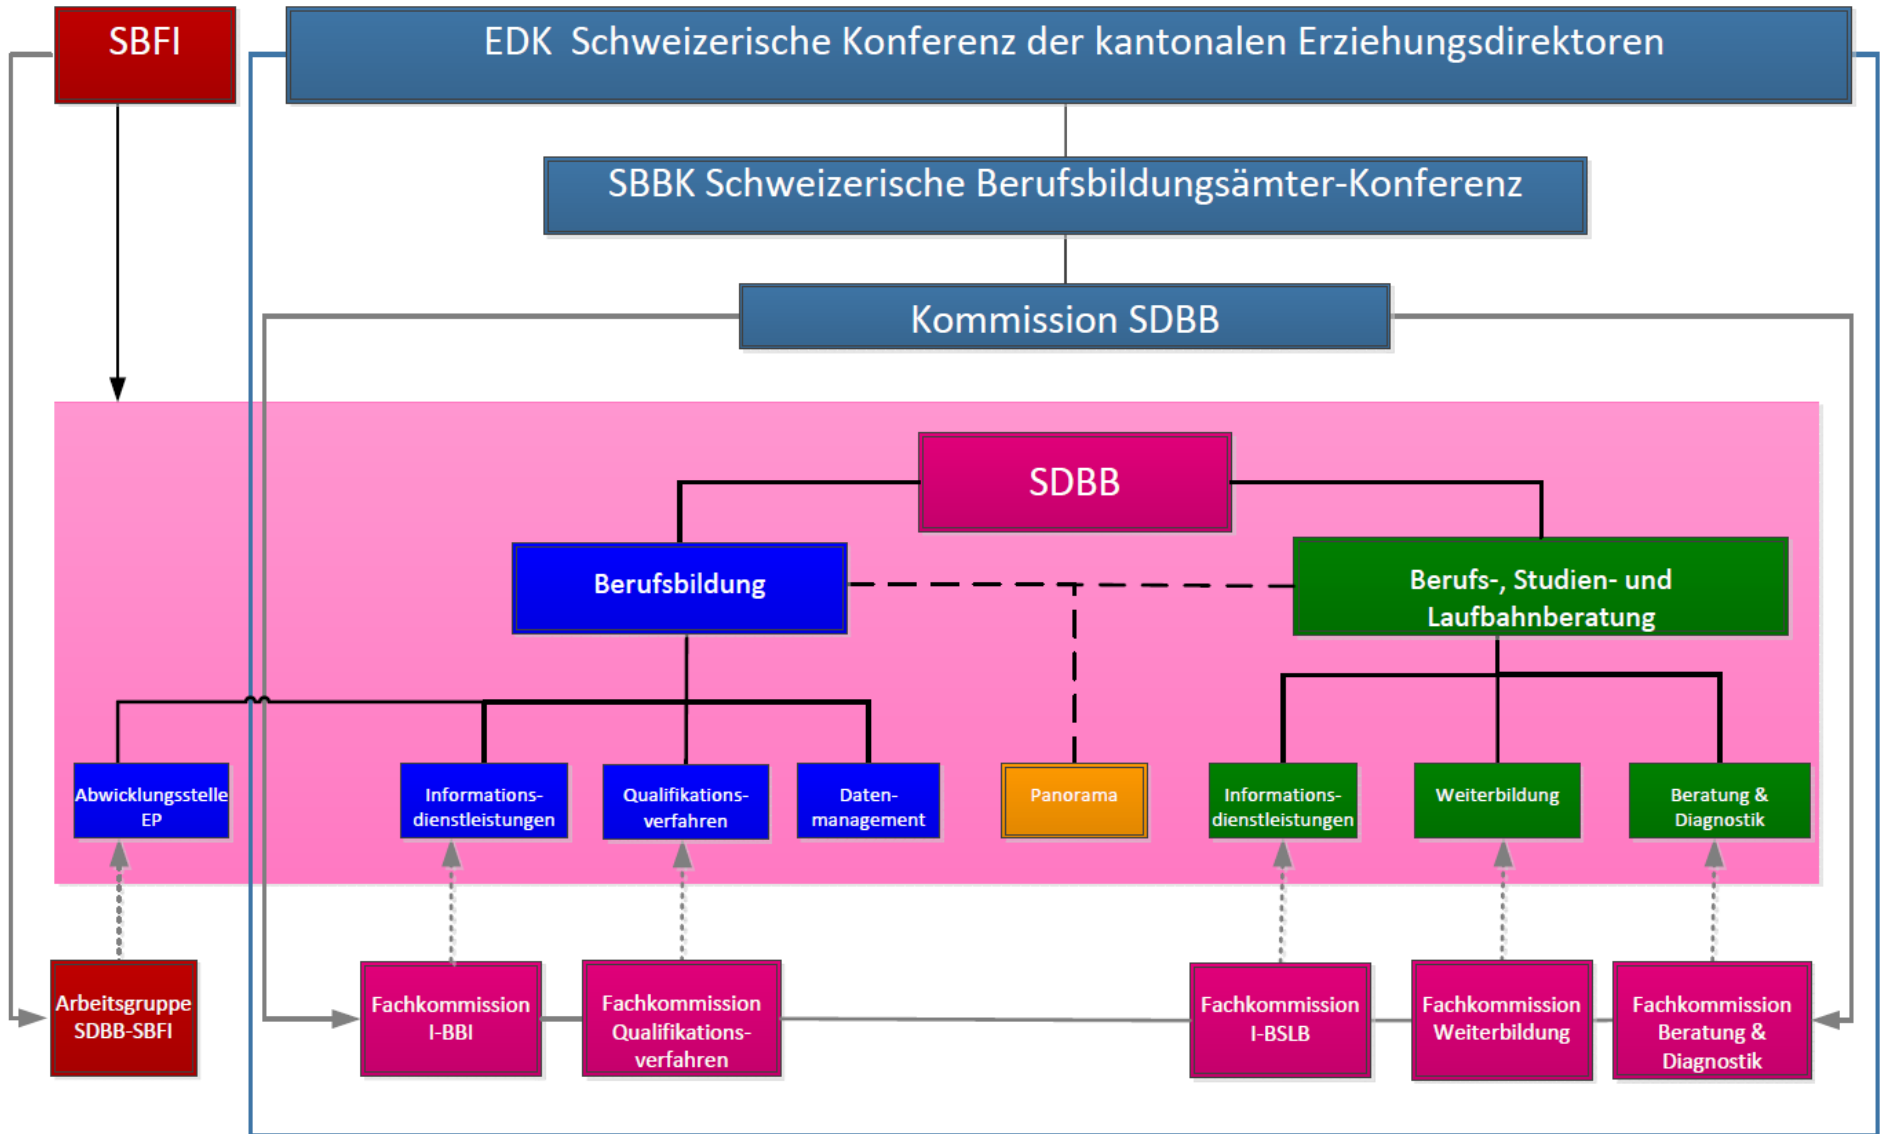 SBFI
EDK Schweizerische Konferenz der kantonalen Erziehungsdirektoren
SBBK Schweizerische Berufsbildungsämter-Konferenz
Kommission SDBB
SDBB
Berufsbildung
Berufs-, Studien- und
Laufbahnberatung
Abwicklungsstelle
EP
Informations-
dienstleistungen
Qualifikations-
verfahren
Daten-
management
Panorama
Informations-
dienstleistungen
Weiterbildung
Beratung &
Diagnostik
Arbeitsgruppe
SDBB-SBFI
Fachkommission
I-BBI
Fachkommission
Qualifikations-
verfahren
Fachkommission
I-BSLB
Fachkommission
Weiterbildung
Fachkommission
Beratung &
Diagnostik